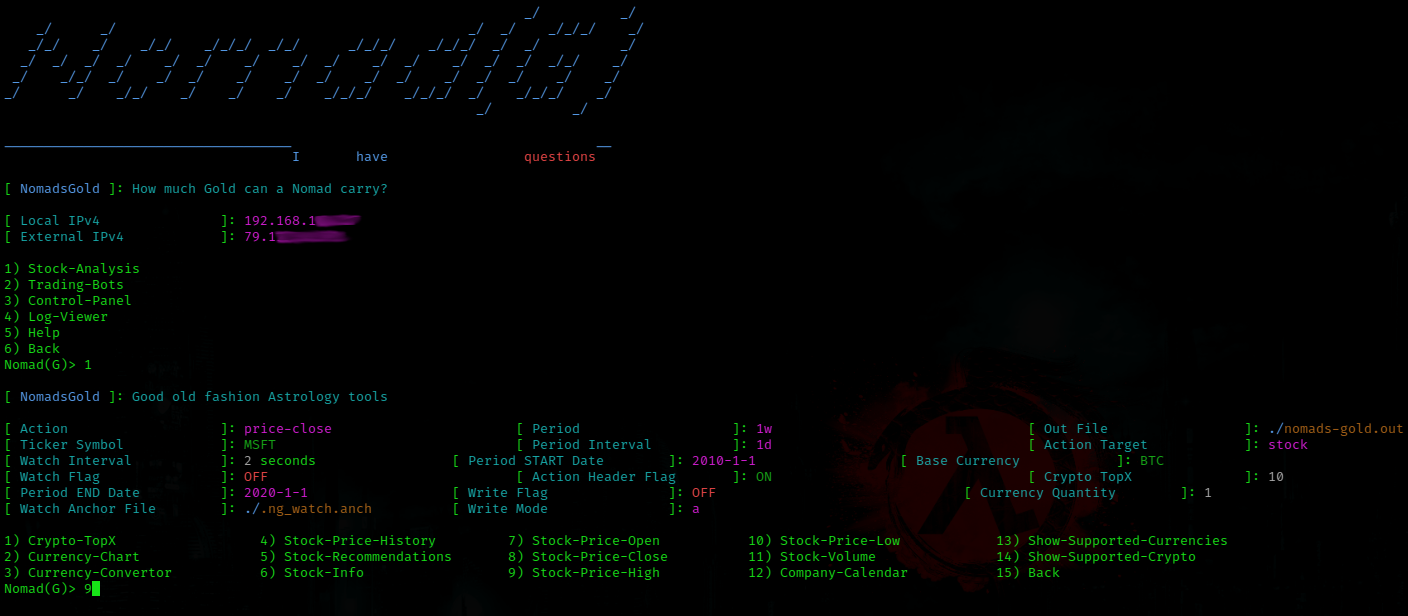 I have questions
[ NomadsGold ]: How much Gold can a Nomad carry?
[ Local IPv4 ]: 192.168.1
[ External IPv4 ]: 79.1
1) Stock-Analysis
2) Trading-Bots
3) Control-Panel
4) Log-Viewer
5) Help
6) Back
Nomad(G)> 1
[ NomadsGold ]: Good old fashion Astrology tools
[ Action ]: price-close [ Period ]: 1w [ Out File ]: ./nomads-gold.out
[ Ticker Symbol ]: MSFT [ Period Interval ]: 1d [ Action Target ]: stock
[ Watch Interval ]: 2 seconds [ Period START Date ]: 2010-1-1 [ Base Currency ]: BTC
[ Watch Flag ]: OFF [ Action Header Flag ]: ON [ Crypto TopX ]: 10
[ Period END Date ]: 2020-1-1 [ Write Flag ]: OFF [ Currency Quantity ]: 1
[ Watch Anchor File ]: ./.ng_watch.anch [ Write Mode ]: a
1) Crypto-TopX 4) Stock-Price-History 7) Stock-Price-Open 10) Stock-Price-Low 13) Show-Supported-Currencies
2) Currency-Chart 5) Stock-Recommendations 8) Stock-Price-Close 11) Stock-Volume 14) Show-Supported-Crypto
3) Currency-Convertor 6) Stock-Info 9) Stock-Price-High 12) Company-Calendar 15) Back
Nomad(G)> 9